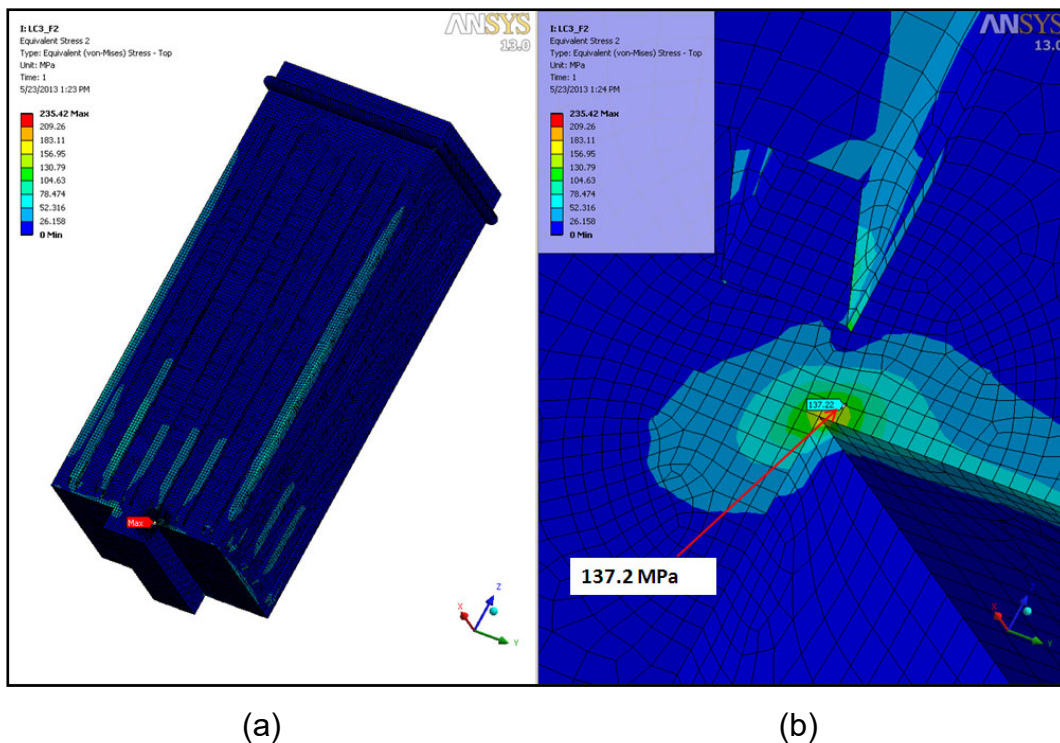 I: LC3_F2
Equivalent Stress 2
Type: Equivalent (von-Mises) Stress - Top
Unit: MPa
Time: 1
5/23/2013 1:23 PM
235.42 Max
209.26
183.11
156.95
130.79
104.63
78.474
52.316
26.158
0 Min
ANSYS
13.0
Max
X
Z
Y
(a)
I: LC3_F2
Equivalent Stress 2
Type: Equivalent (von-Mises) Stress - Top
Unit: MPa
Time: 1
5/23/2013 1:24 PM
235.42 Max
209.26
183.11
156.95
130.79
104.63
78.474
52.316
26.158
0 Min
ANSYS
13.0
137.22
137.2 MPa
X
Z
Y
(b)